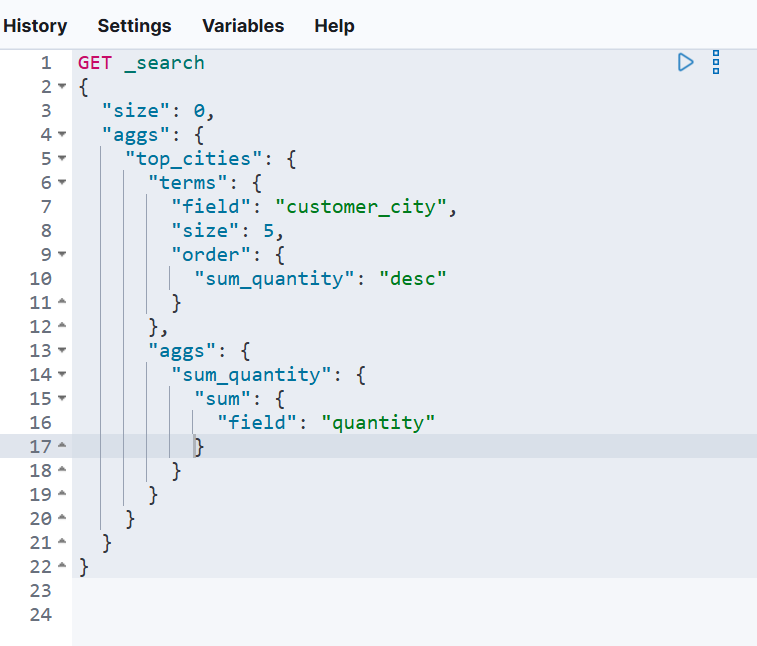 History Settings Variables Help
1 GET _search
2 {
3 "size": 0,
4 "aggs": {
5 "top_cities": {
6 "terms": {
7 "field": "customer_city",
8 "size": 5,
9 "order": {
10 "sum_quantity": "desc"
11 }
12 },
13 "aggs": {
14 "sum_quantity": {
15 "sum": {
16 "field": "quantity"
17 }
18 }
19 }
20 }
21 }
22 }
23
24